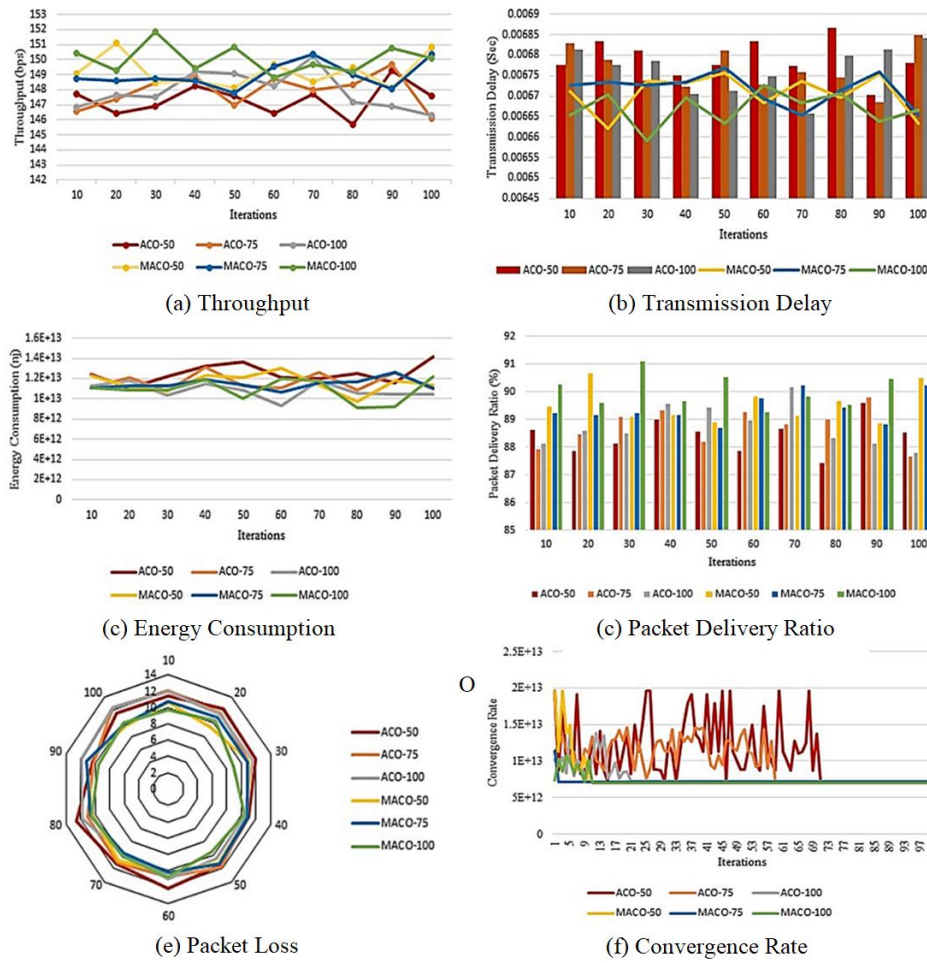 153
152
151
150
149
148
147
146
145
144
143
142
Throughput (bps)
10 20 30 40 50 60 70 80 90 100
Iterations
ACO-50 ACO-75 ACO-100
MACO-50 MACO-75 MACO-100
(a) Throughput
0.0069
0.00685
0.0068
0.00675
0.0067
0.00665
0.0066
0.00655
0.0065
0.00645
Transmission Delay (Sec)
10 20 30 40 50 60 70 80 90 100
Iterations
ACO-50 ACO-75 ACO-100 MACO-50 MACO-75 MACO-100
(b) Transmission Delay
1.6E+13
1.4E+13
1.2E+13
1E+13
8E+12
6E+12
4E+12
2E+12
0
Energy Consumption (nj)
10 20 30 40 50 60 70 80 90 100
Iterations
ACO-50 ACO-75 ACO-100
MACO-50 MACO-75 MACO-100
(c) Energy Consumption
92
91
90
89
88
87
86
85
Packet Delivery Ratio (%)
10 20 30 40 50 60 70 80 90 100
Iterations
ACO-50 ACO-75 ACO-100 MACO-50 MACO-75 MACO-100
(c) Packet Delivery Ratio
10
20
30
40
50
60
70
80
90
100
14
12
10
8
6
4
2
0
ACO-50
ACO-75
ACO-100
MACO-50
MACO-75
MACO-100
(e) Packet Loss
O
2.5E+13
2E+13
1.5E+13
1E+13
5E+12
0
Convergence Rate
1 5 9 13 17 21 25 29 33 37 41 45 49 53 57 61 65 69 73 77 81 85 89 93 97
Iterations
ACO-50 ACO-75 ACO-100
MACO-50 MACO-75 MACO-100
(f) Convergence Rate